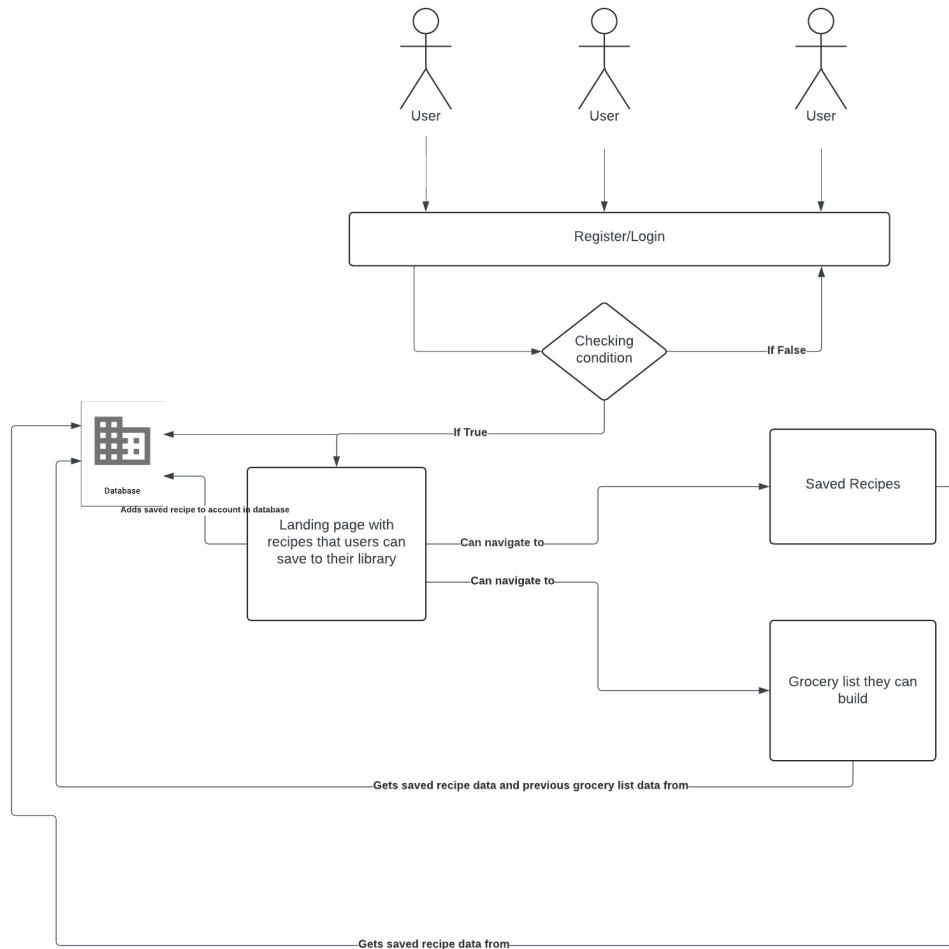 User
User
User
Register/Login
Checking
condition
If False
If True
Database
Adds saved recipe to account in database
Landing page with
recipes that users can
save to their library
Can navigate to
Can navigate to
Saved Recipes
Grocery list they can
build
Gets saved recipe data and previous grocery list data from
Gets saved recipe data from